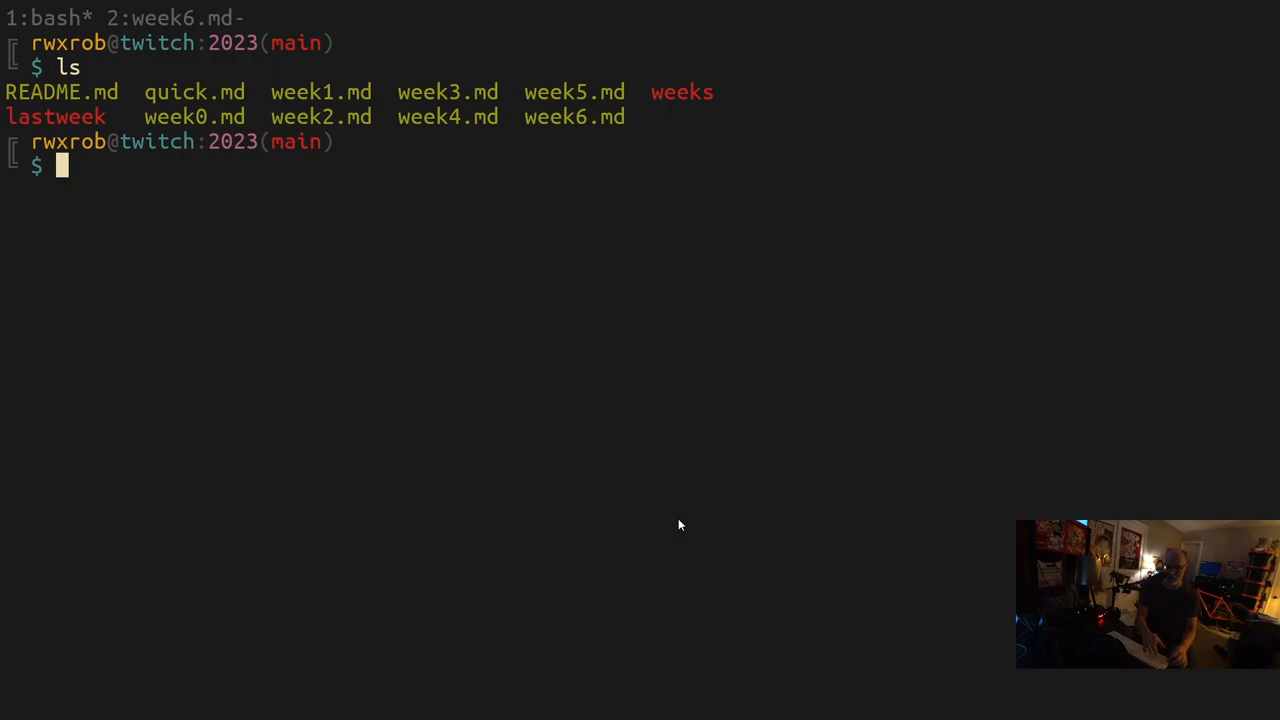 1:bash* 2:week6.md-
rwxrob@twitch:2023(main)
$ ls
README.md quick.md week1.md week3.md week5.md weeks
lastweek week0.md week2.md week4.md week6.md
rwxrob@twitch:2023(main)
$